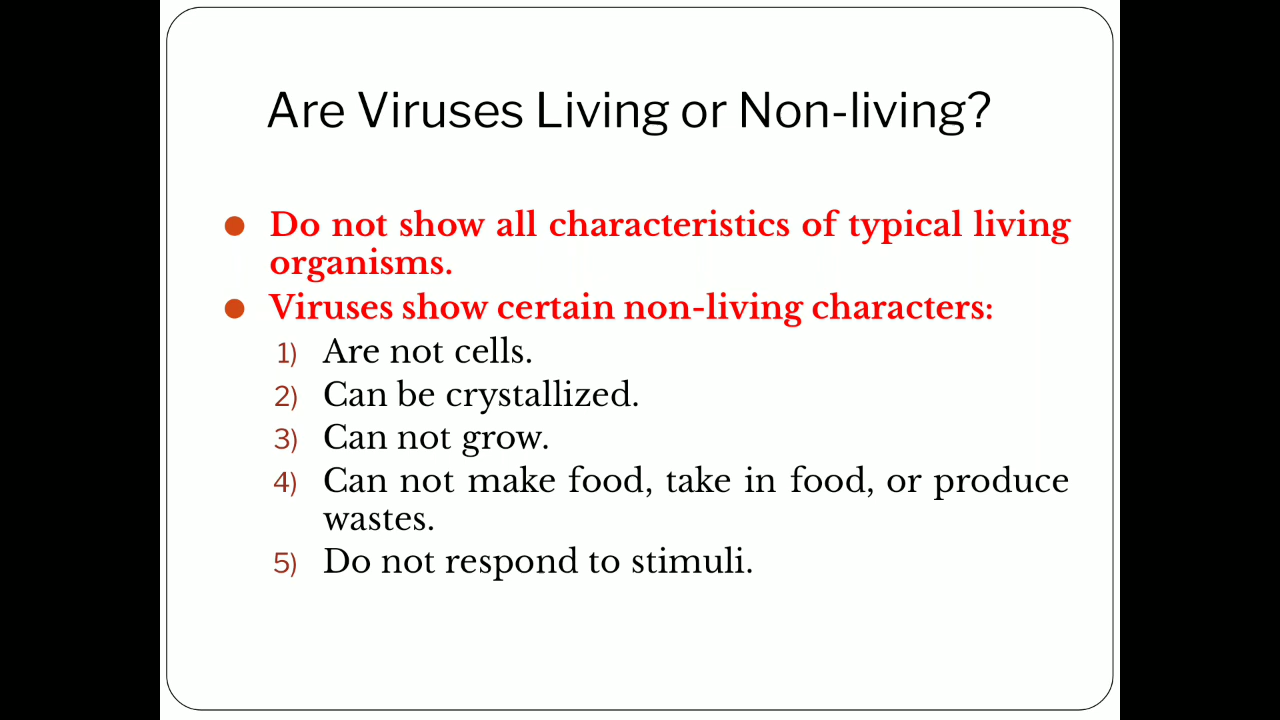 Are Viruses Living or Non-living?
● Do not show all characteristics of typical living
organisms.
● Viruses show certain non-living characters:
1) Are not cells.
2) Can be crystallized.
3) Can not grow.
4) Can not make food, take in food, or produce
wastes.
5) Do not respond to stimuli.